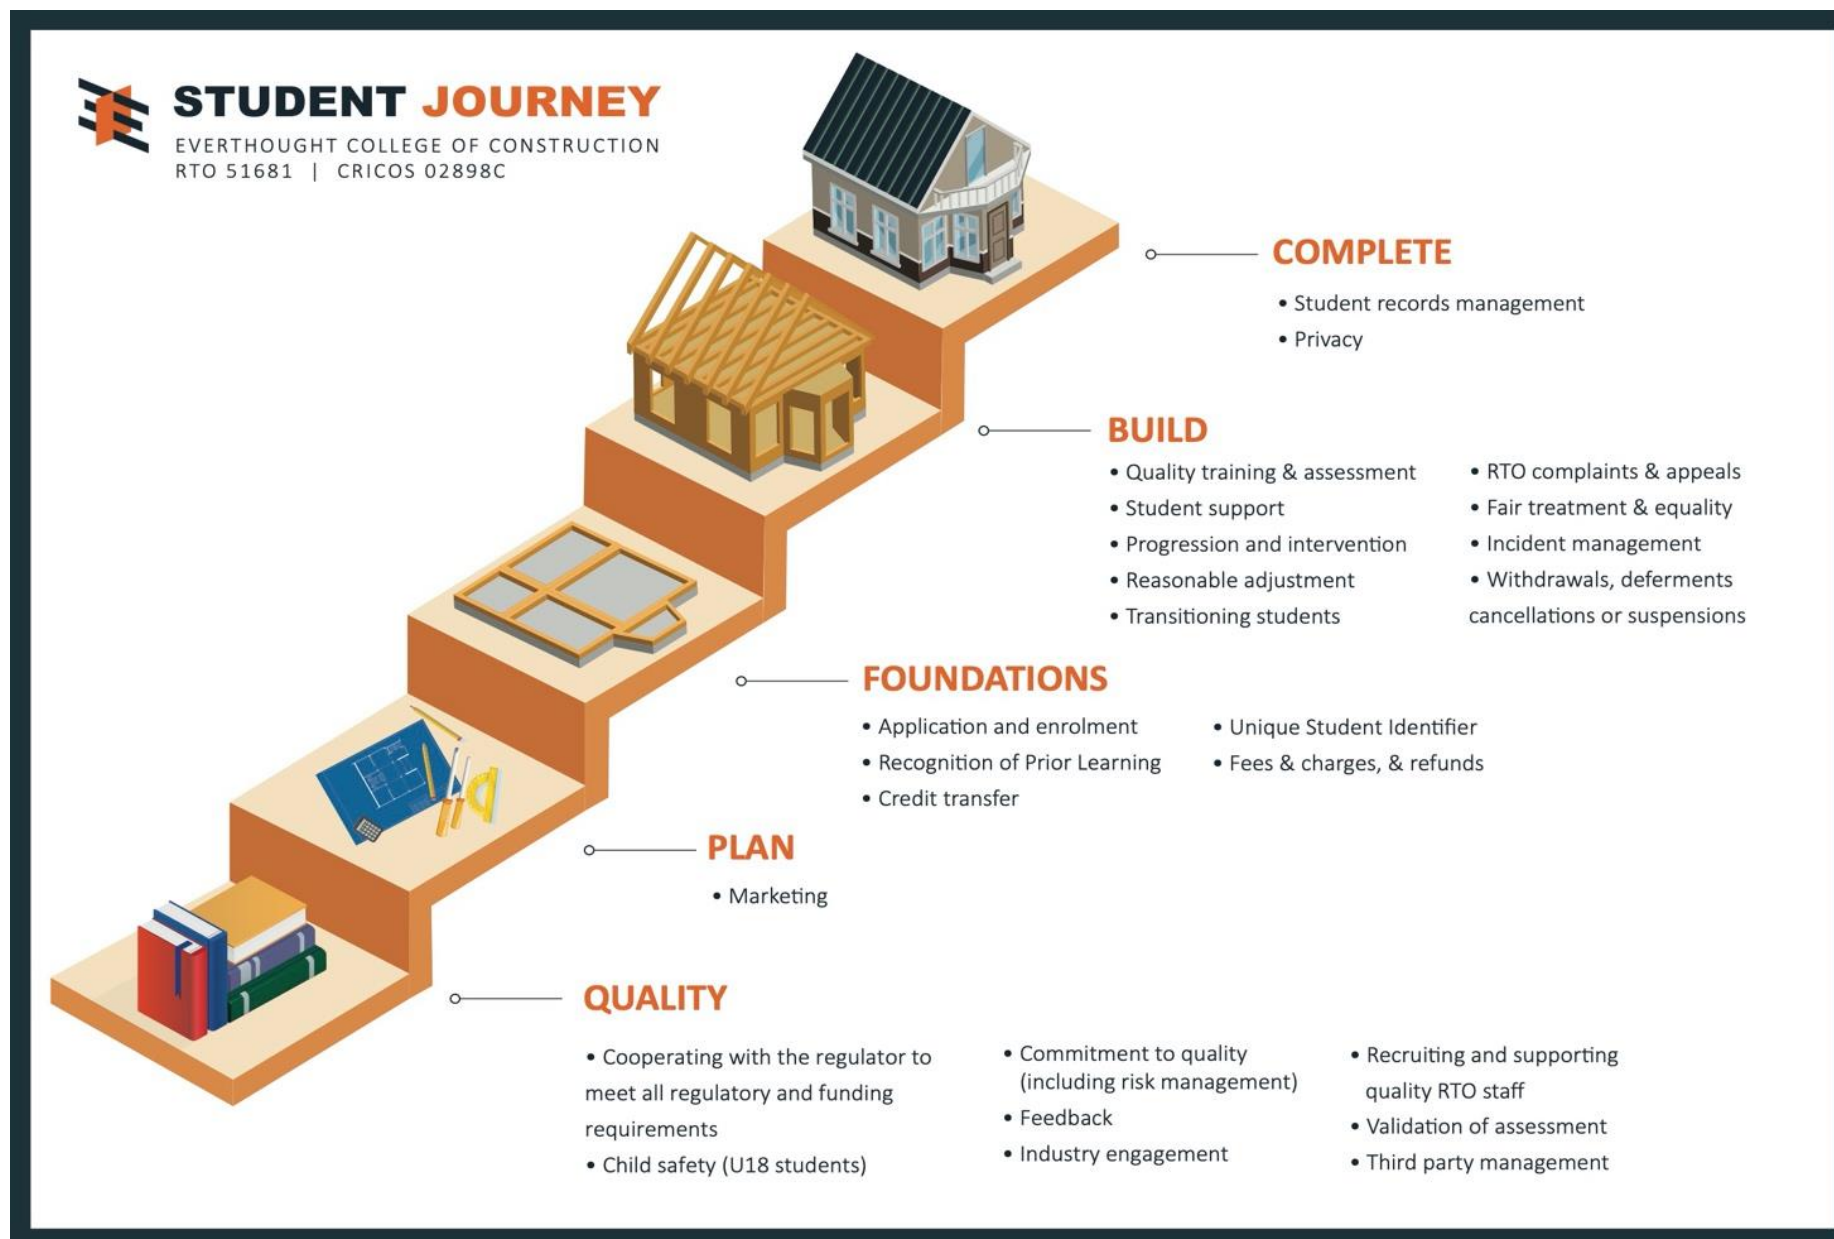 STUDENT JOURNEY
EVERTHOUGHT COLLEGE OF CONSTRUCTION
RTO 51681 | CRICOS 02898C
COMPLETE
• Student records management
• Privacy
BUILD
• Quality training & assessment
• Student support
• Progression and intervention
• Reasonable adjustment
• Transitioning students
• RTO complaints & appeals
• Fair treatment & equality
• Incident management
• Withdrawals, deferments
cancellations or suspensions
FOUNDATIONS
• Application and enrolment
• Recognition of Prior Learning
• Credit transfer
• Unique Student Identifier
• Fees & charges, & refunds
PLAN
• Marketing
QUALITY
• Cooperating with the regulator to
meet all regulatory and funding
requirements
• Child safety (U18 students)
• Commitment to quality
(including risk management)
• Feedback
• Industry engagement
• Recruiting and supporting
quality RTO staff
• Validation of assessment
• Third party management